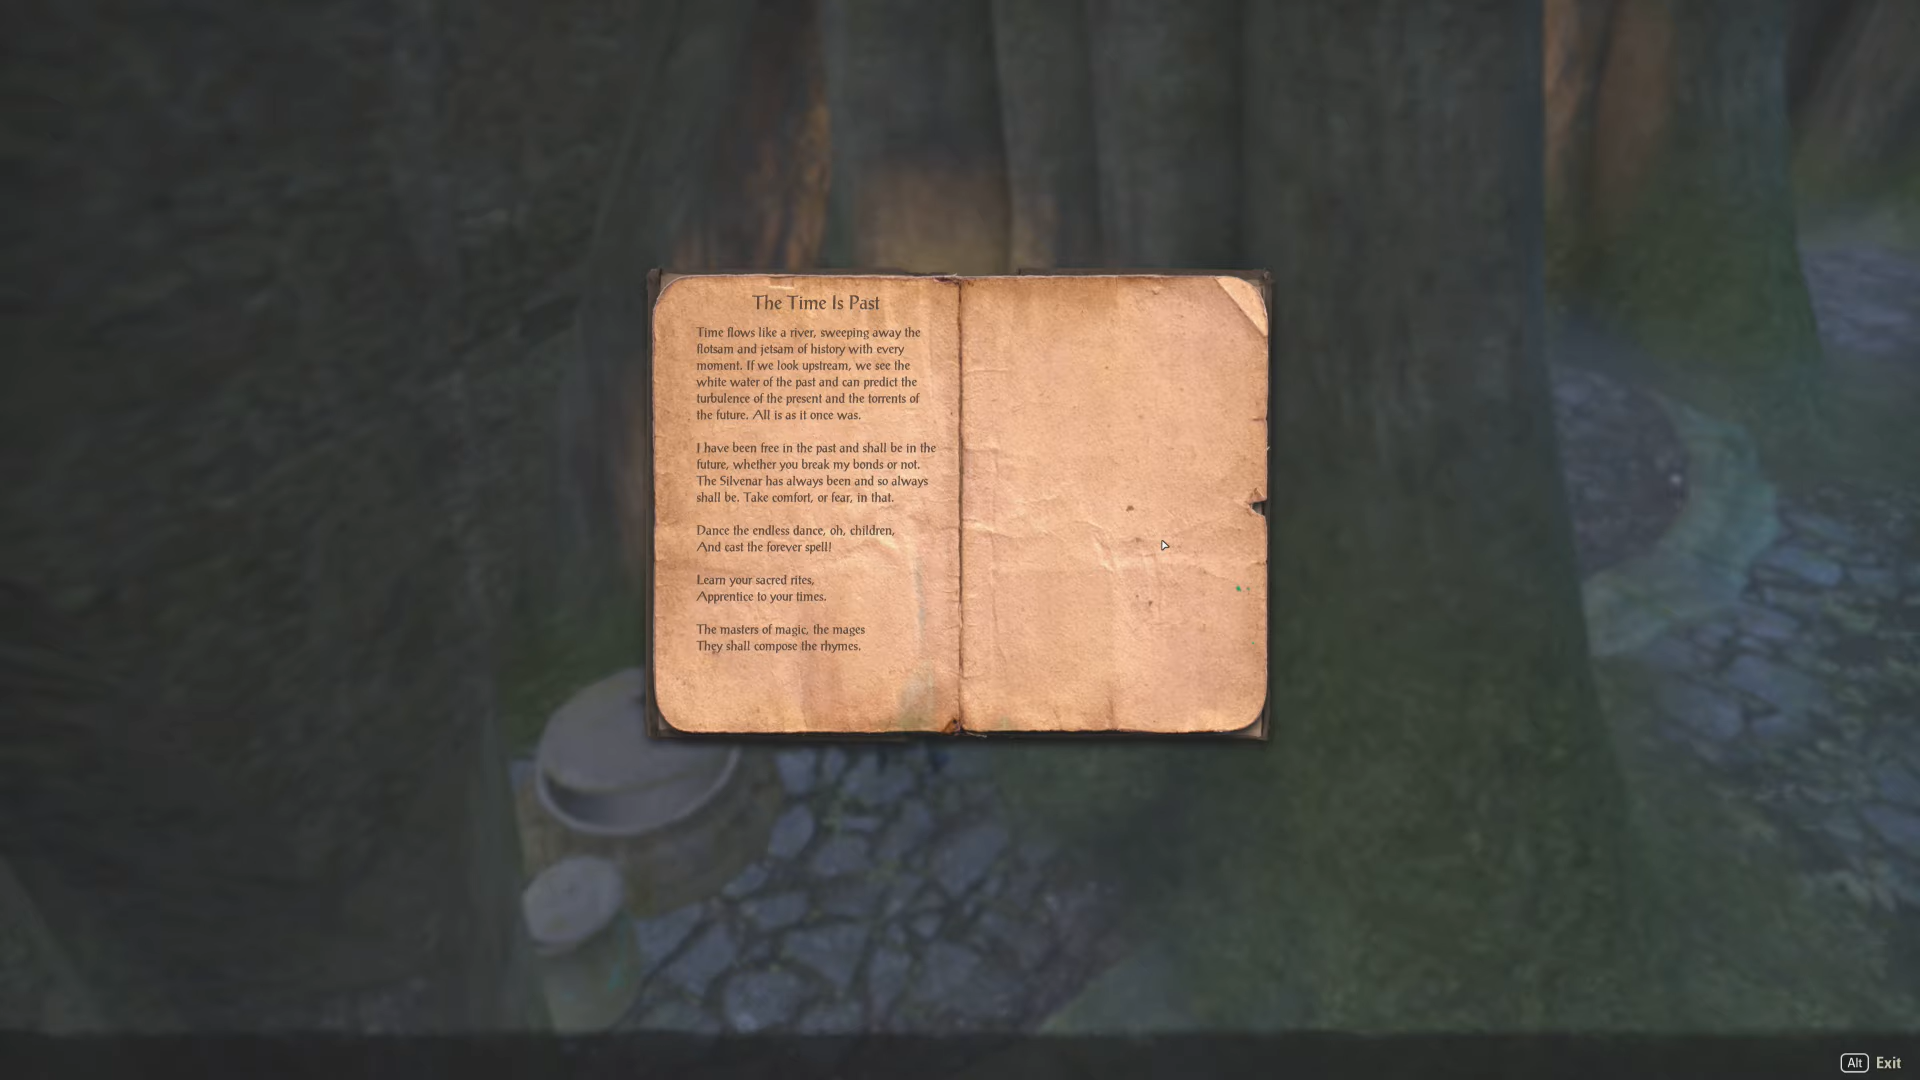 The Time Is Past
Time flows like a river, sweeping away the
flotsam and jetsam of history with every
moment. If we look upstream, we see the
white water of the past and can predict the
turbulence of the present and the torrents of
the future. All is as it once was.
I have been free in the past and shall be in the
future, whether you break my bonds or not.
The Silvenar has always been and so always
shall be. Take comfort, or fear, in that.
Dance the endless dance, oh, children,
And cast the forever spell!
Learn your sacred rites,
Apprentice to your times.
The masters of magic, the mages
They shall compose the rhymes.
Alt Exit